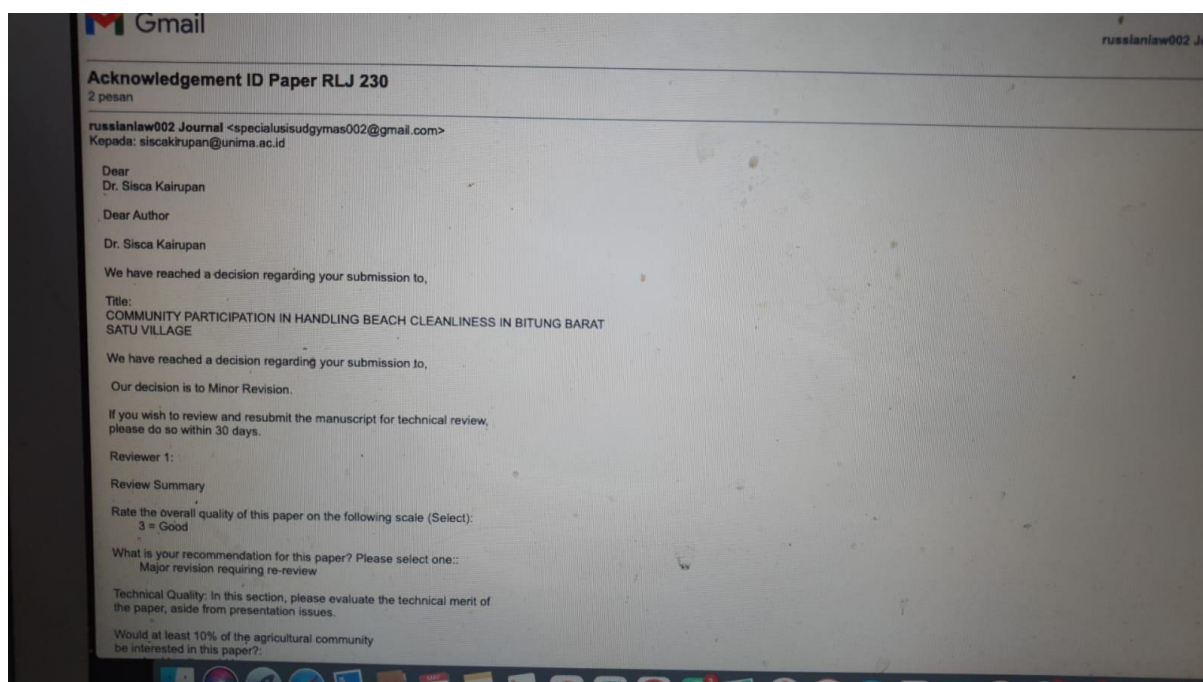 Gmail
russianlaw002
Acknowledgement ID Paper RLJ 230
2 pesan
russianlaw002 Journal <specialusisudgymas002@gmail.com>
Kepada: siscakirupan@unima.ac.id
Dear
Dr. Sisca Kairupan
Dear Author
Dr. Sisca Kairupan
We have reached a decision regarding your submission to,
Title:
COMMUNITY PARTICIPATION IN HANDLING BEACH CLEANLINESS IN BITUNG BARAT
SATU VILLAGE
We have reached a decision regarding your submission to,
Our decision is to Minor Revision.
If you wish to review and resubmit the manuscript for technical review,
please do so within 30 days.
Reviewer 1:
Review Summary
Rate the overall quality of this paper on the following scale (Select):
3 = Good
What is your recommendation for this paper? Please select one::
Major revision requiring re-review
Technical Quality: In this section, please evaluate the technical merit of
the paper, aside from presentation issues.
Would at least 10% of the agricultural community
be interested in this paper?: